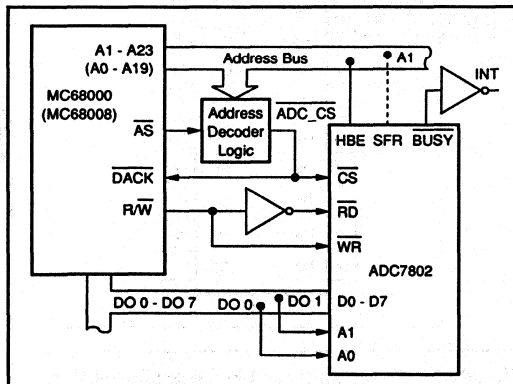 A1 - A23
(A0 - A19)
Address Bus
A1
INT
MC68000
(MC68008)
AS
Address
Decoder
Logic
ADC_CS
HBE SFR BUSY
DACK
CS
R/W
RD
WR
ADC7802
DO 0 - DO 7
DO 0
DO 1
D0 - D7
A1
A0